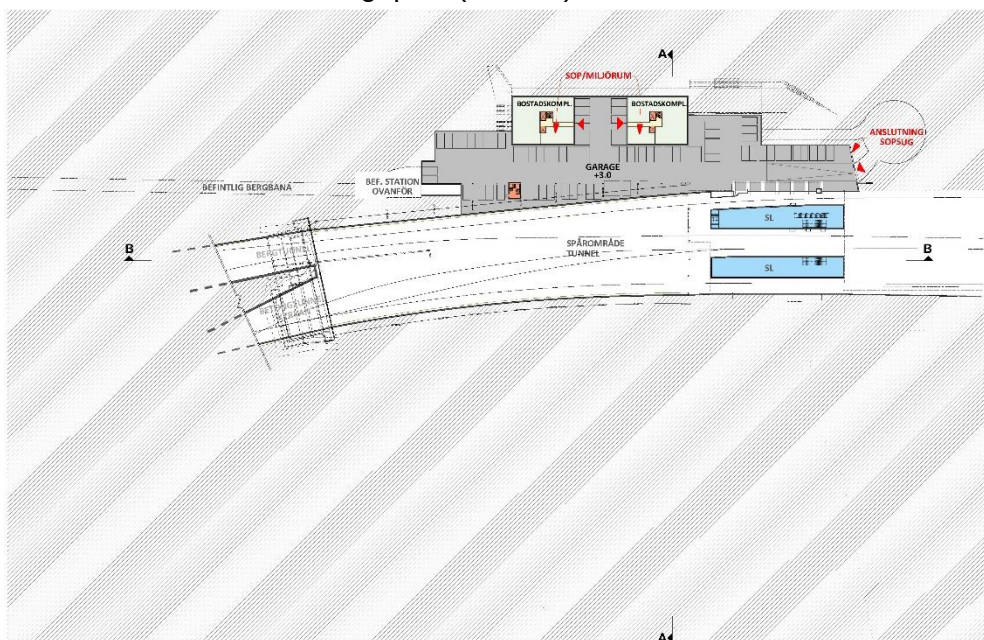 A
SOP/MILJÖRUM
BOSTADSKOMPL.
BOSTADSKOMPL.
ANSLUTNING
SOPSUG
GARAGE
+3.0
BEFINTLIG BERGBANA
BEF. STATION
OVANFÖR
SL
B
SPÅROMRÅDE
TUNNEL
B
SL
A